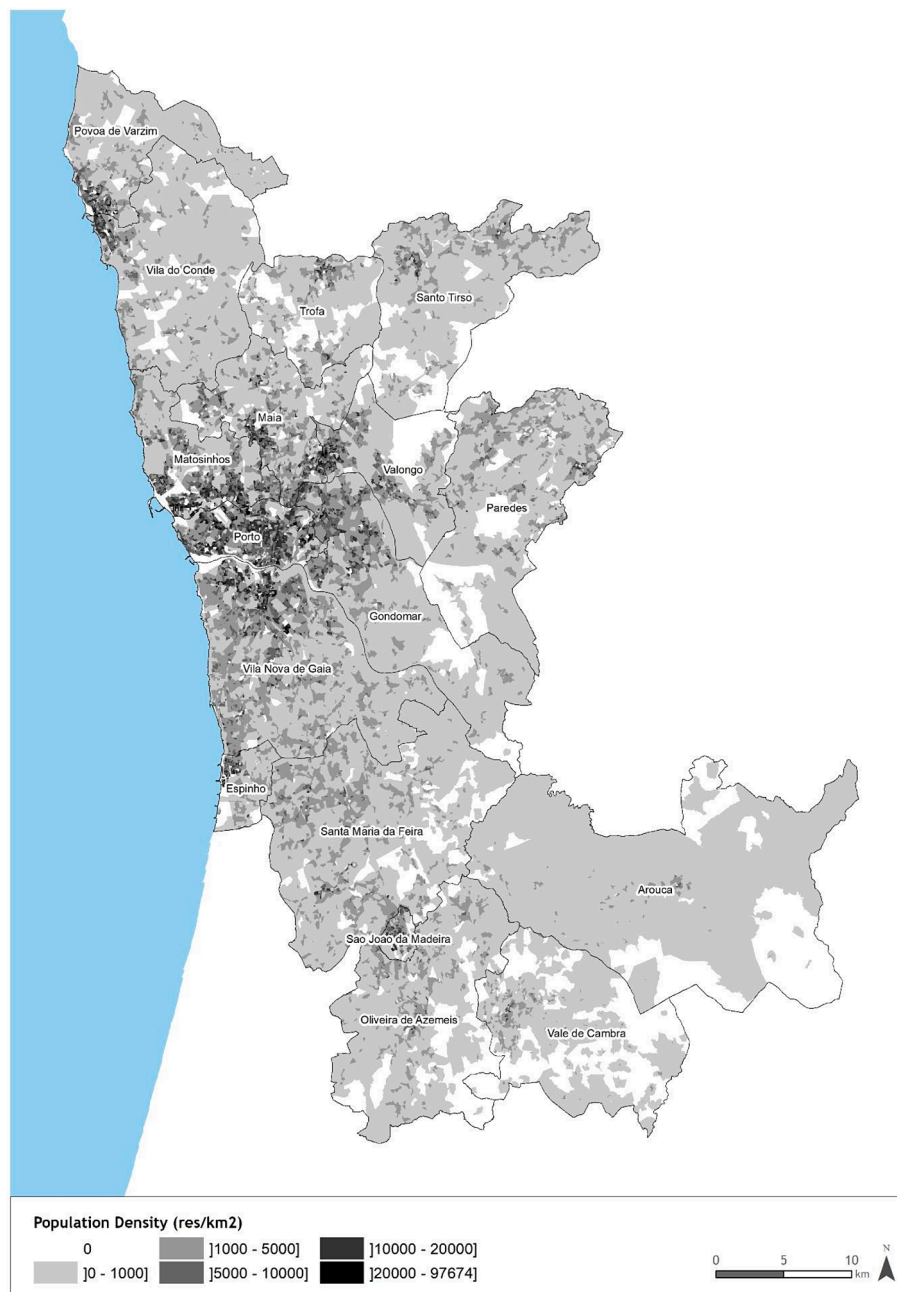 Povoa de Varzim
Vila do Conde
Santo Tirso
Trofa
Maia
Matosinhos
Valongo
Paredes
Porto
Gondomar
Vila Nova de Gaia
Espinho
Santa Maria da Feira
Arouca
Sao Joao da Madeira
Oliveira de Azemeis
Vale de Cambra
Population Density (res/km2)
0
]0 - 1000]
]1000 - 5000]
]5000 - 10000]
]10000 - 20000]
]20000 - 97674]
0 5 10
km
N